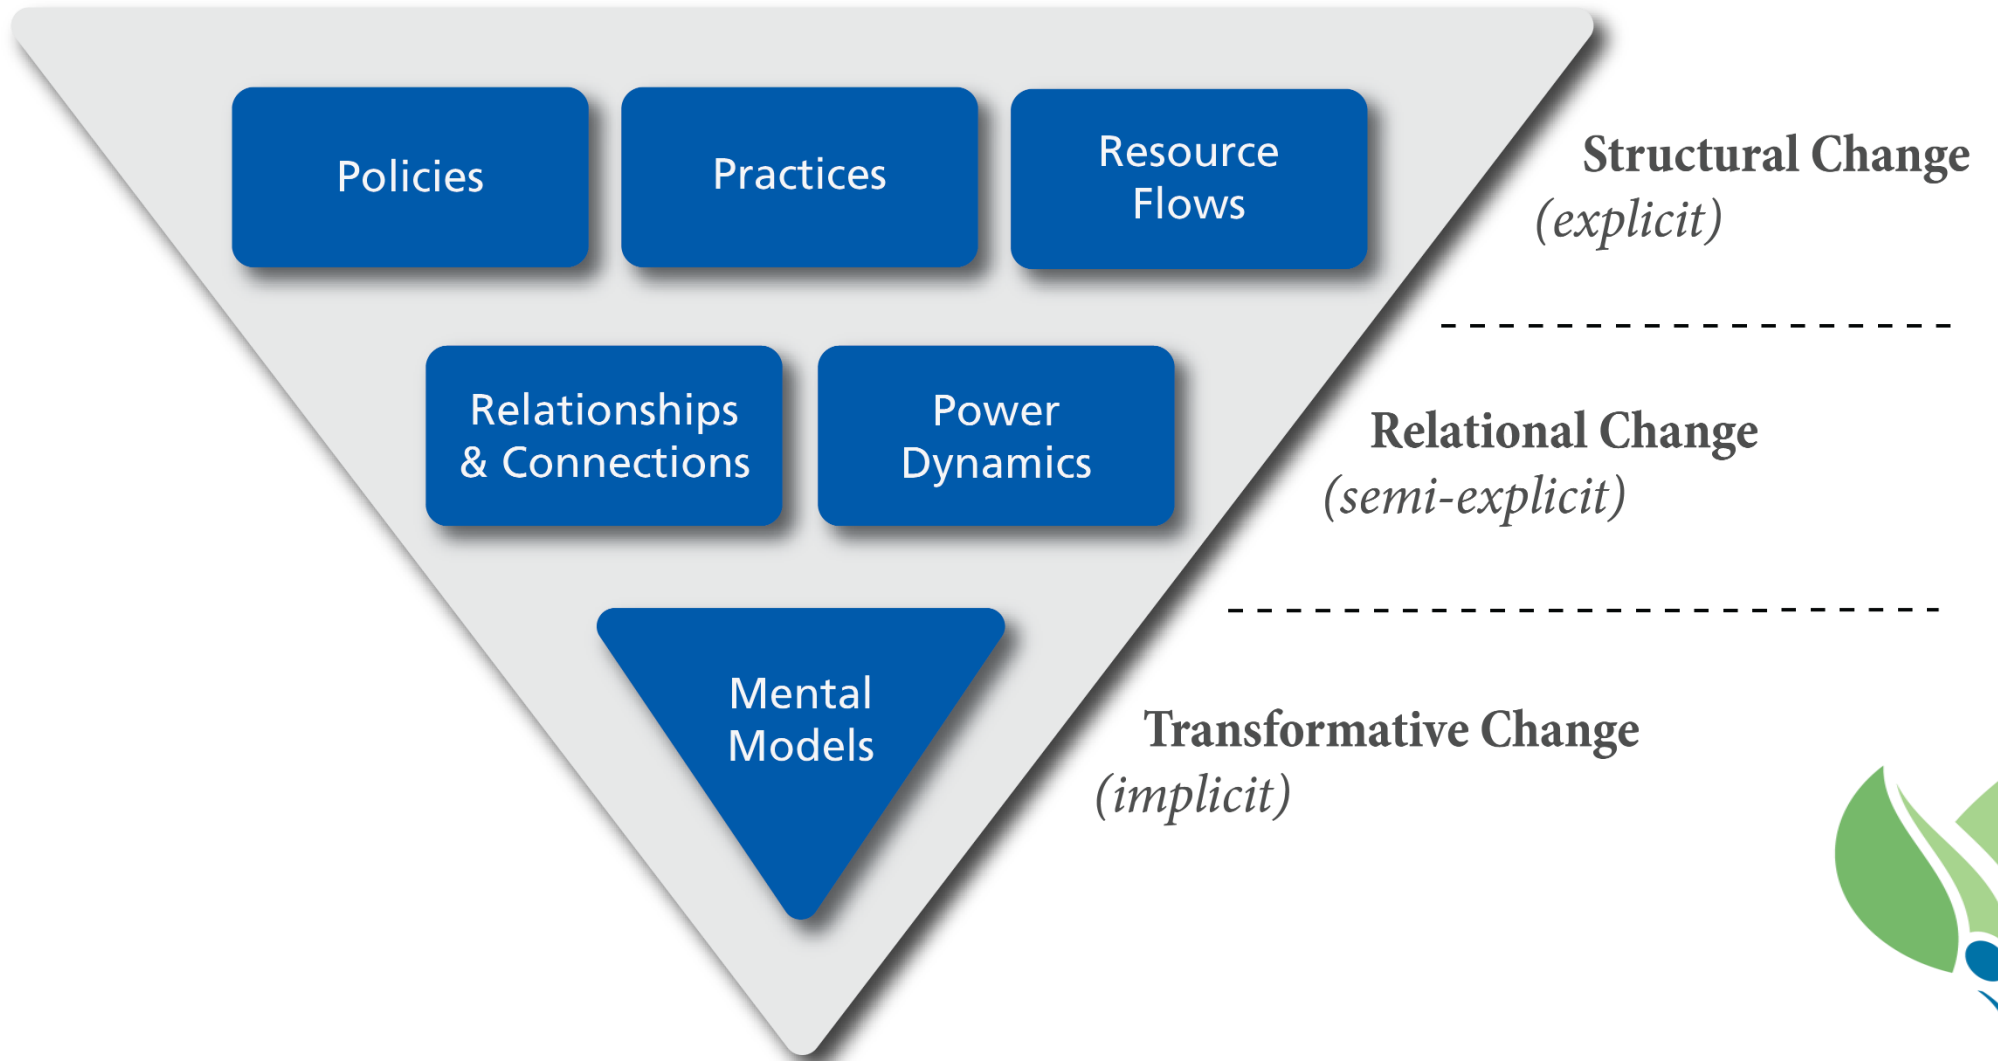 Policies
Practices
Resource
Flows
Structural Change
(explicit)
Relationships
& Connections
Power
Dynamics
Relational Change
(semi-explicit)
Mental
Models
Transformative Change
(implicit)